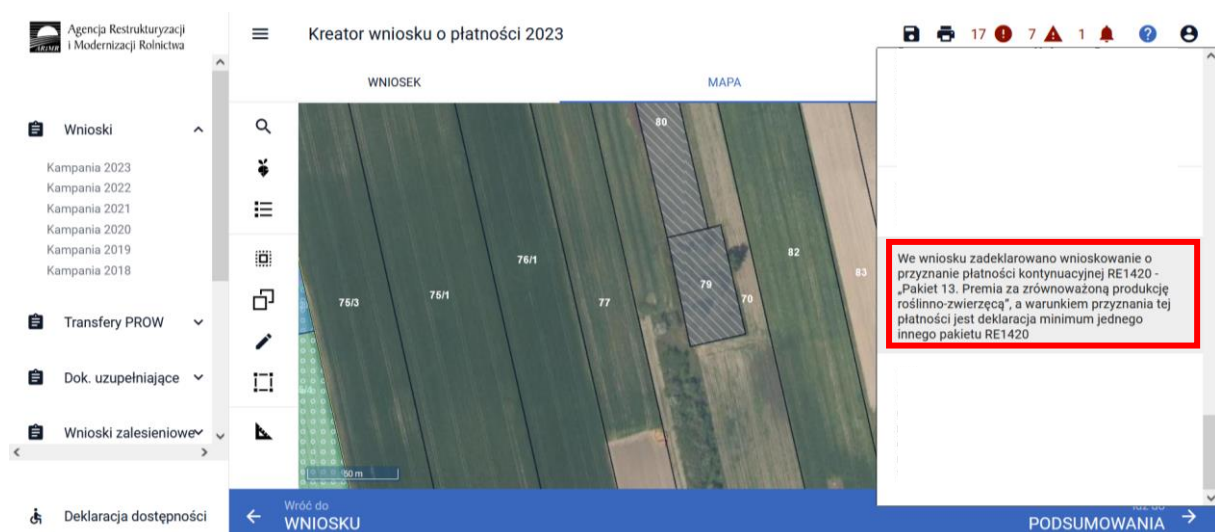 Agencja Restrukturyzacji
i Modernizacji Rolnictwa
ARiMR
Kreator wniosku o płatności 2023
17
7
1
WNIOSEK
MAPA
Wnioski
Kampania 2023
Kampania 2022
Kampania 2021
Kampania 2020
Kampania 2019
Kampania 2018
Transfery PROW
Dok. uzupełniające
Wnioski zalesieniowe
Deklaracja dostępności
80
82
76/1
83
79
75/3
75/1
77
70
50 m
We wniosku zadeklarowano wnioskowanie o
przyznanie płatności kontynuacyjnej RE1420 -
„Pakiet 13. Premia za zrównoważoną produkcję
roślinno-zwierzęcą”, a warunkiem przyznania tej
płatności jest deklaracja minimum jednego
innego pakietu RE1420
Wróć do
WNIOSKU
PODSUMOWANIA